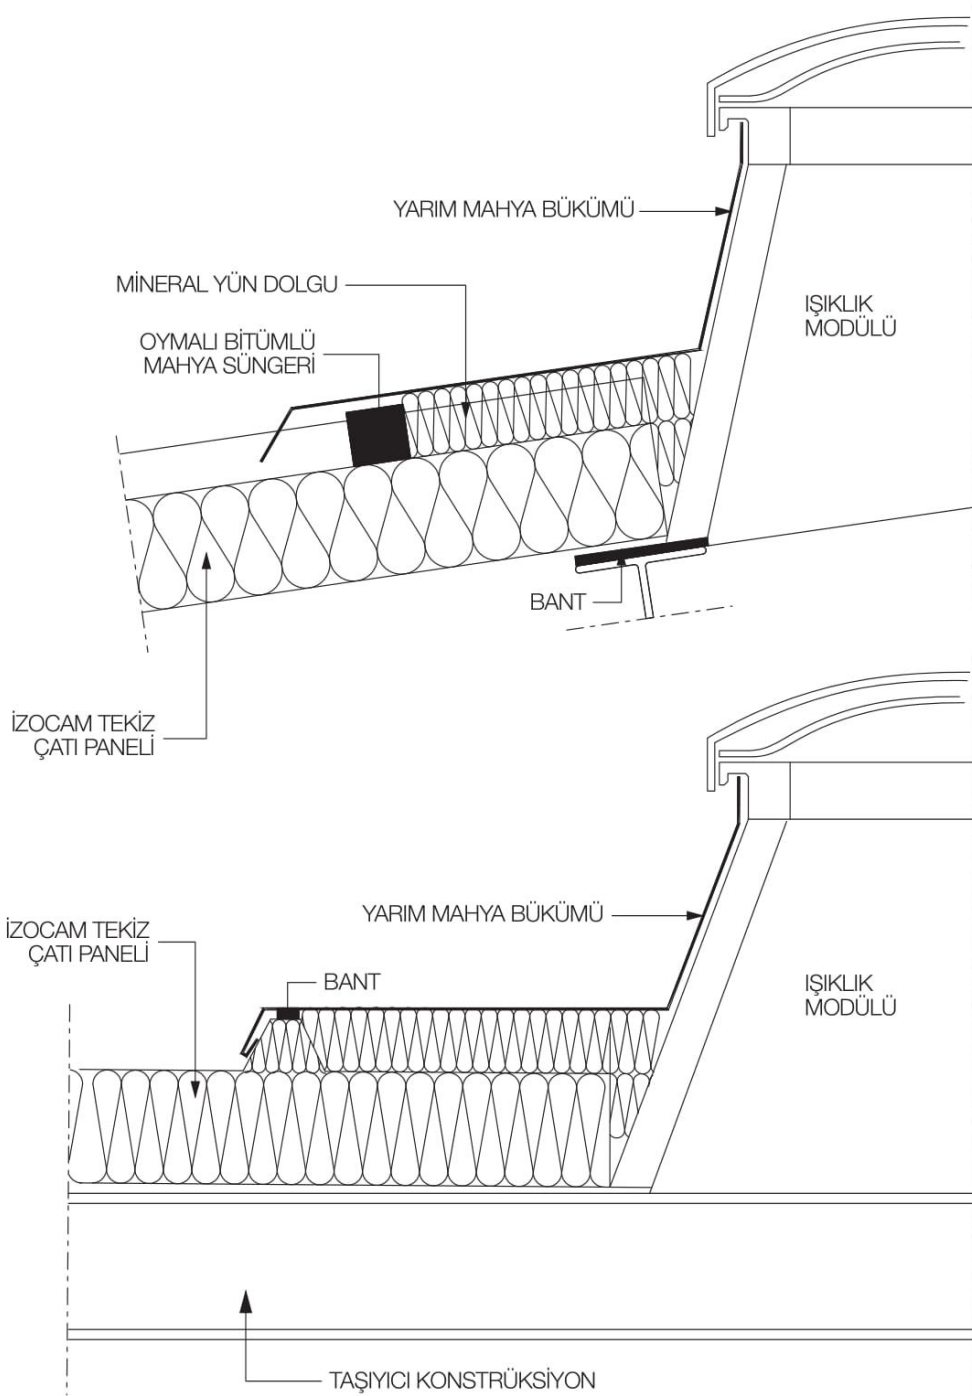 YARIM MAHYA BÜKÜMÜ
MİNERAL YÜN DOLGU
IŞIKLIK
MODÜLÜ
OYMALI BİTÜMLÜ
MAHYA SÜNGERİ
BANT
İZOCAM TEKİZ
ÇATI PANELİ
YARIM MAHYA BÜKÜMÜ
İZOCAM TEKİZ
ÇATI PANELİ
BANT
IŞIKLIK
MODÜLÜ
TAŞIYICI KONSTRÜKSİYON